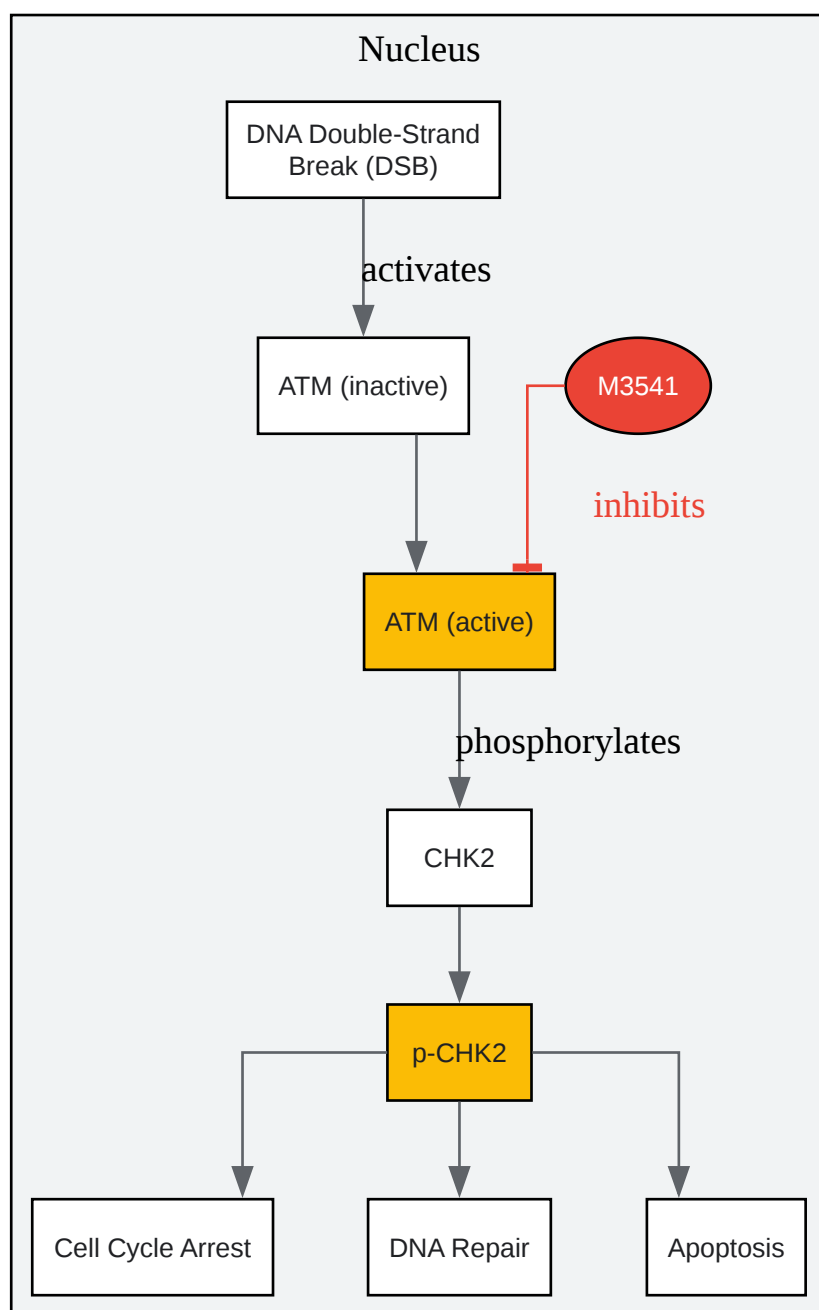 Nucleus
DNA Double-Strand
Break (DSB)
activates
ATM (inactive)
M3541
inhibits
ATM (active)
phosphorylates
CHK2
p-CHK2
Cell Cycle Arrest
DNA Repair
Apoptosis